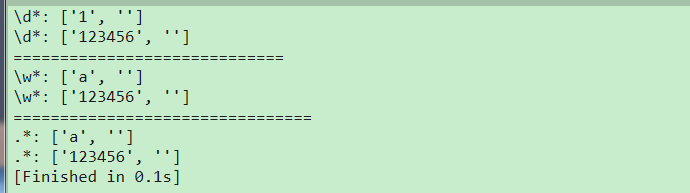 \d*: ['1', '']
\d*: ['123456', '']
=============================
\w*: ['a', '']
\w*: ['123456', '']
================================
.*: ['a', '']
.*: ['123456', '']
[Finished in 0.1s]